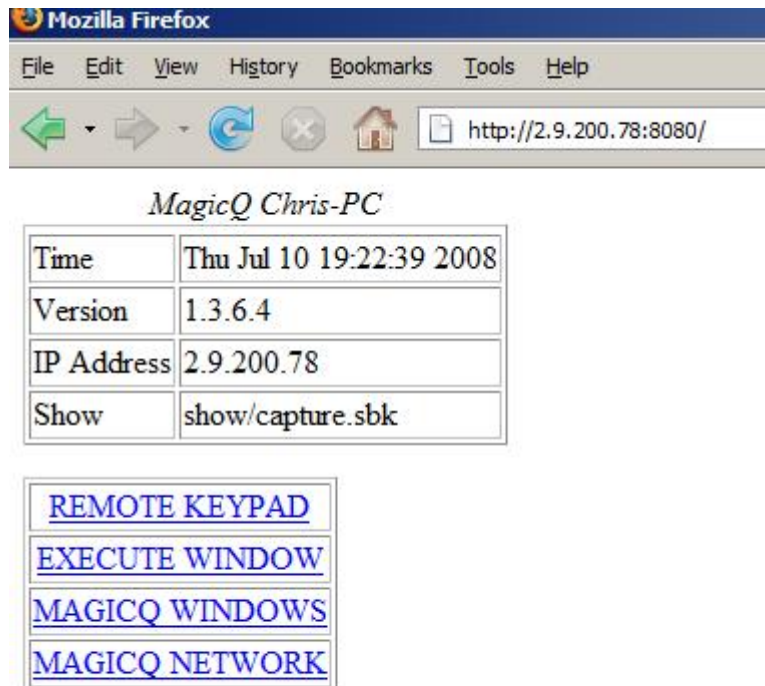 Mozilla Firefox
File Edit View History Bookmarks Tools Help
http://2.9.200.78:8080/
MagicQ Chris-PC
Time Thu Jul 10 19:22:39 2008
Version 1.3.6.4
IP Address 2.9.200.78
Show show/capture.sbk
REMOTE KEYPAD
EXECUTE WINDOW
MAGICQ WINDOWS
MAGICQ NETWORK